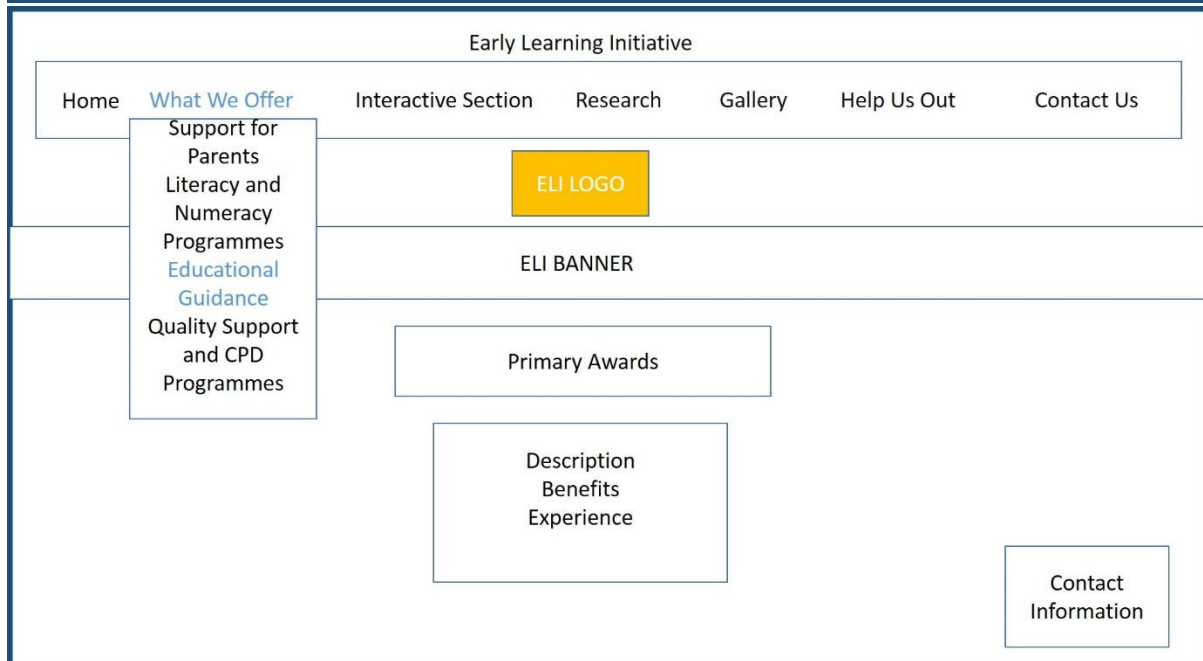 Early Learning Initiative
Home What We Offer Interactive Section Research Gallery Help Us Out Contact Us
Support for
Parents
Literacy and
Numeracy
Programmes
Educational
Guidance
Quality Support
and CPD
Programmes
ELI LOGO
ELI BANNER
Primary Awards
Description
Benefits
Experience
Contact
Information